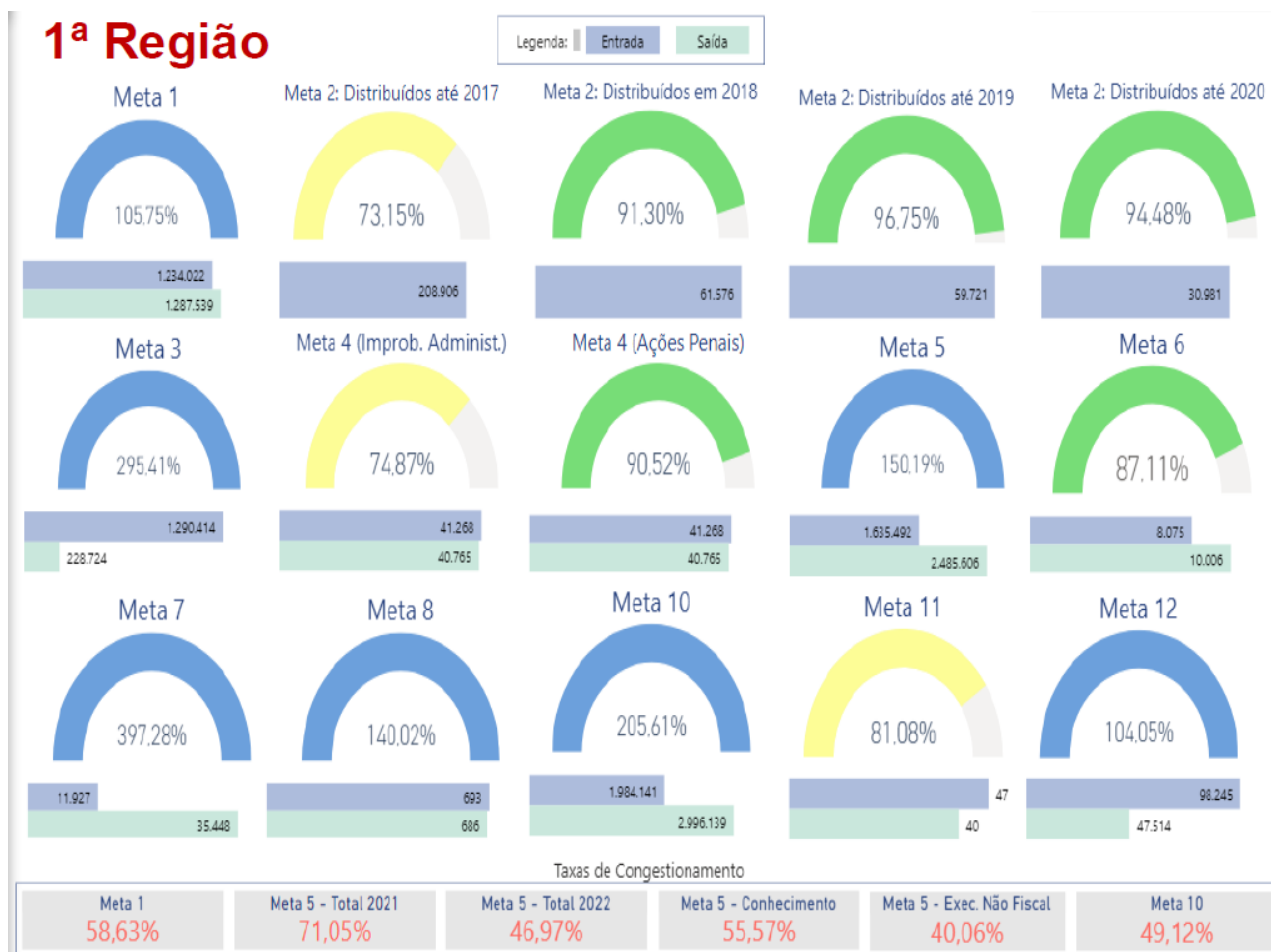 1ª Região
Legenda: Entrada Saída
Meta 1
105,75%
1.234.022
1.287.539
Meta 2: Distribuídos até 2017
73,15%
208.906
Meta 2: Distribuídos em 2018
91,30%
61.576
Meta 2: Distribuídos até 2019
96,75%
59.721
Meta 2: Distribuídos até 2020
94,48%
30.981
Meta 3
295,41%
1.290.414
228.724
Meta 4 (Improb. Administ.)
74,87%
41.268
40.765
Meta 4 (Ações Penais)
90,52%
41.268
40.765
Meta 5
150,19%
1.635.492
2.485.606
Meta 6
87,11%
8.075
10.006
Meta 7
397,28%
11.927
35.448
Meta 8
140,02%
693
686
Meta 10
205,61%
1.984.141
2.996.139
Meta 11
81,08%
47
40
Meta 12
104,05%
98.245
47.514
Taxas de Congestionamento
Meta 1
58,63%
Meta 5 - Total 2021
71,05%
Meta 5 - Total 2022
46,97%
Meta 5 - Conhecimento
55,57%
Meta 5 - Exec. Não Fiscal
40,06%
Meta 10
49,12%